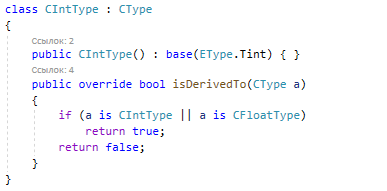 class CIntType : CType
{
Ссылок: 2
public CIntType() : base(EType.Tint) { }
Ссылок: 4
public override bool isDerivedTo(CType a)
{
if (a is CIntType || a is CFloatType)
return true;
return false;
}
}